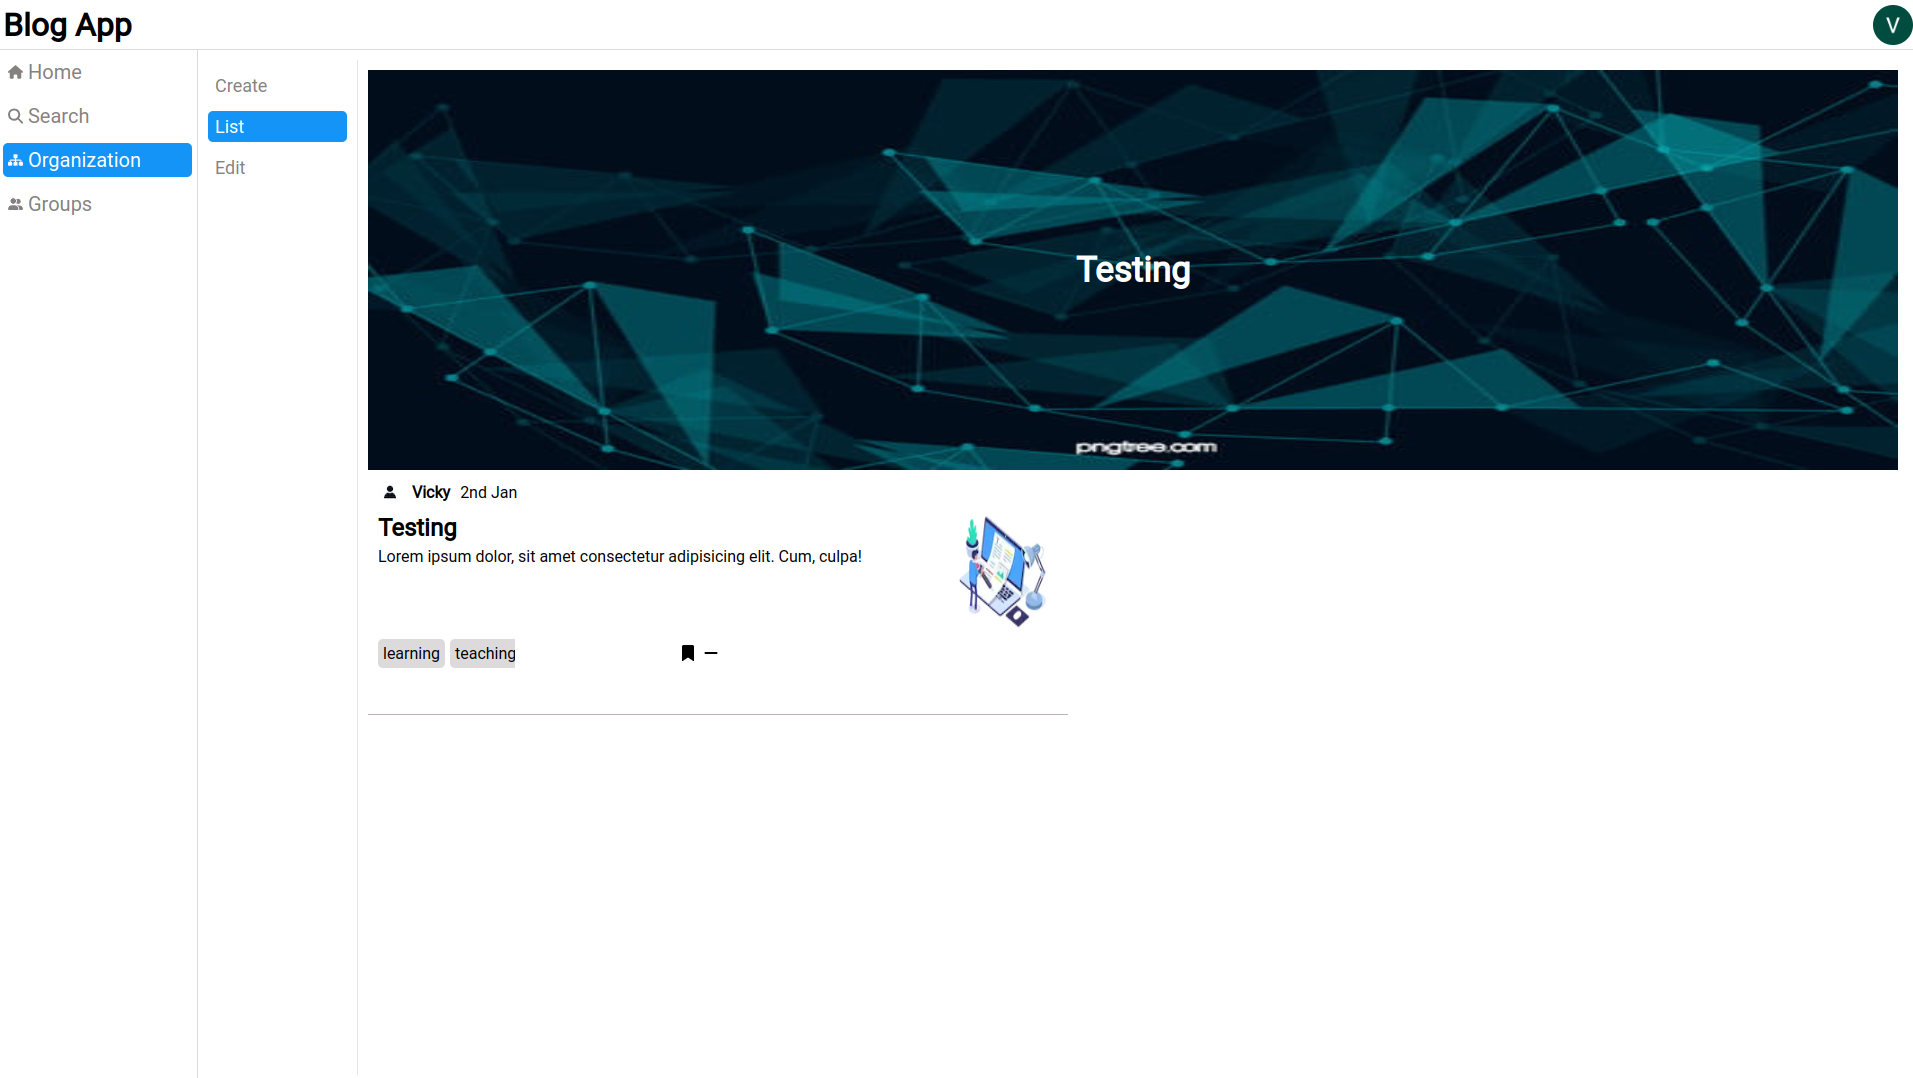 Blog App
V
Home
Search
Organization
Groups
Create
List
Edit
Testing
pngtree.com
Vicky 2nd Jan
Testing
Lorem ipsum dolor, sit amet consectetur adipisicing elit. Cum, culpa!
learning teaching